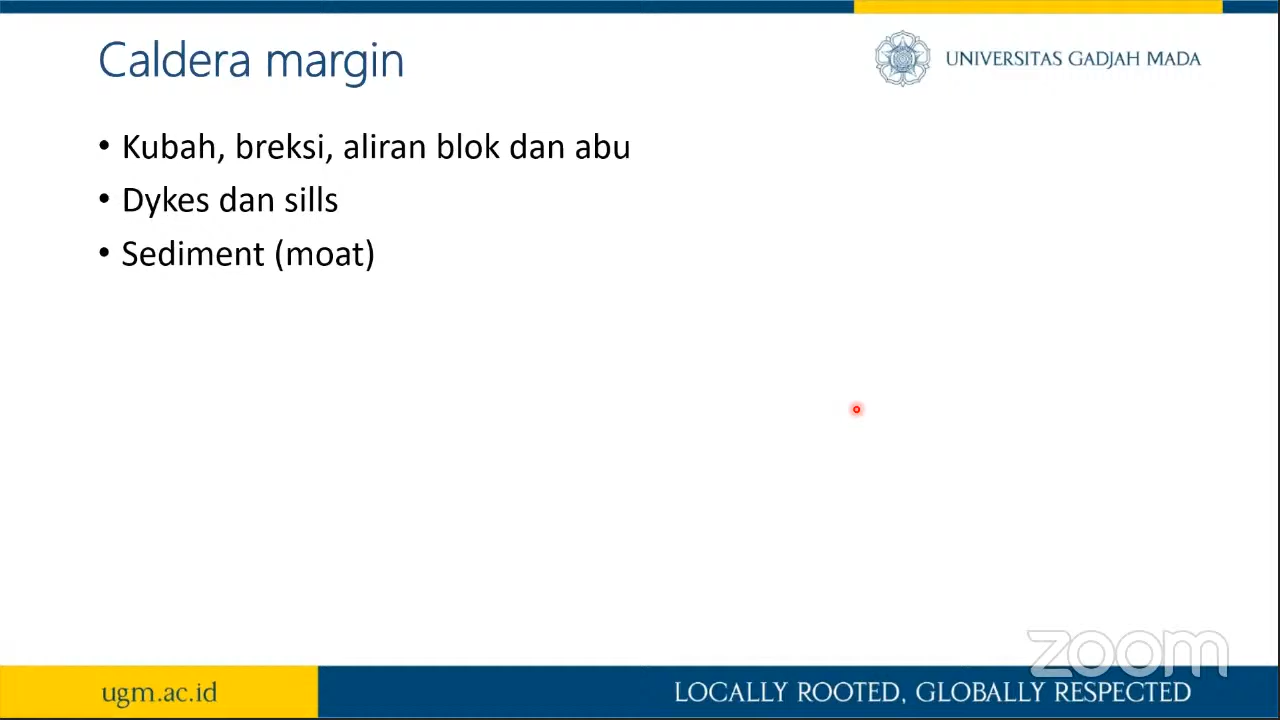 Caldera margin
UNIVERSITAS GADJAH MADA
• Kubah, breksi, aliran blok dan abu
• Dykes dan sills
• Sediment (moat)
zoom
ugm.ac.id
LOCALLY ROOTED, GLOBALLY RESPECTED